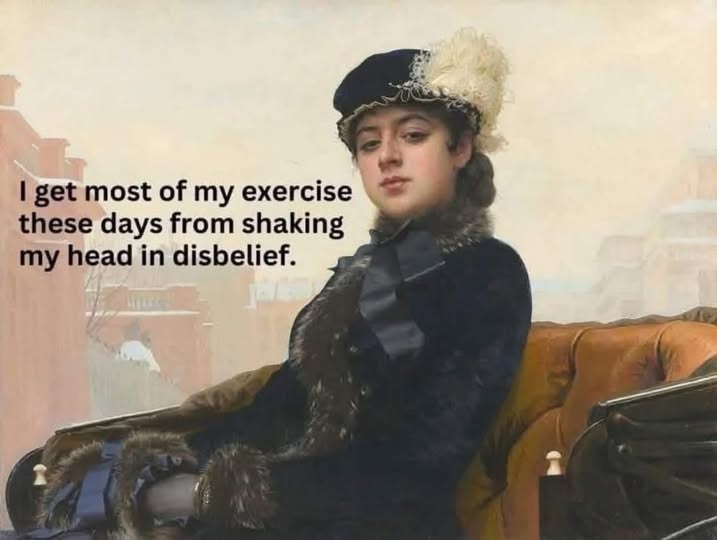 I get most of my exercise
these days from shaking
my head in disbelief.